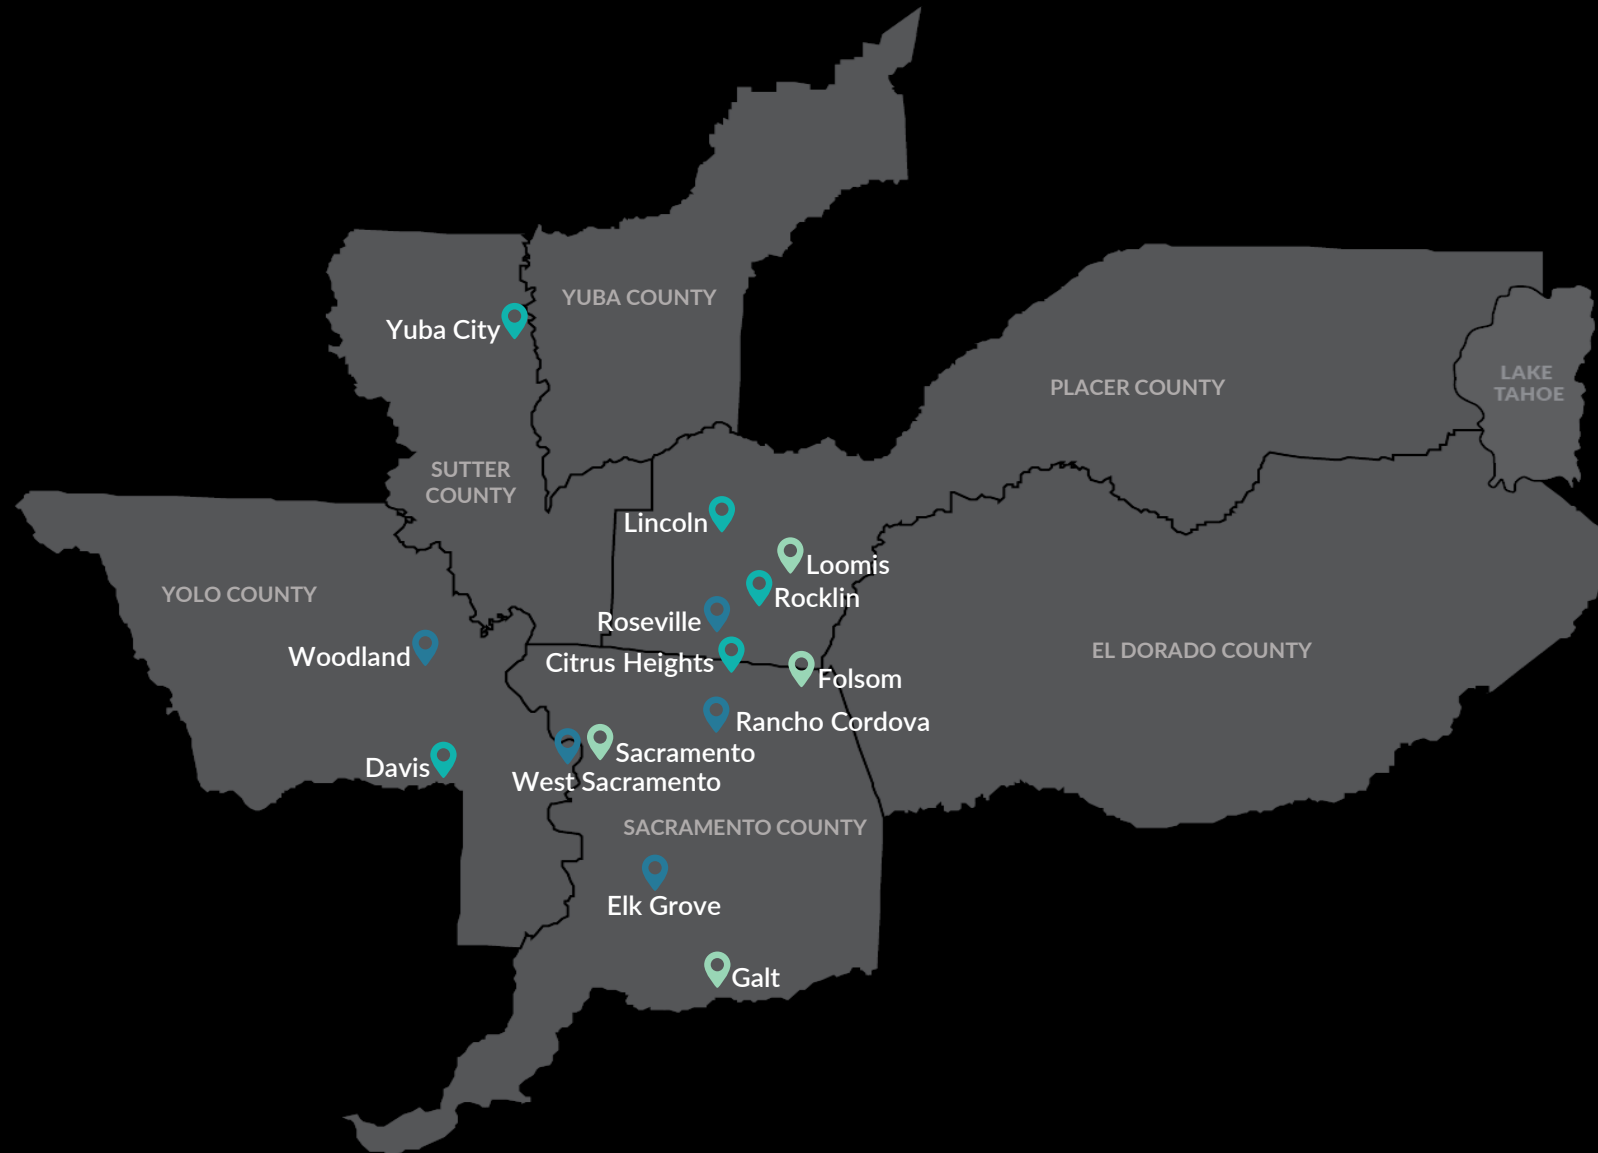 YUBA COUNTY
Yuba City
LAKE
TAHOE
PLACER COUNTY
SUTTER
COUNTY
Lincoln
Loomis
YOLO COUNTY
Rocklin
Roseville
EL DORADO COUNTY
Woodland
Citrus Heights
Folsom
Rancho Cordova
Sacramento
Davis
West Sacramento
SACRAMENTO COUNTY
Elk Grove
Galt